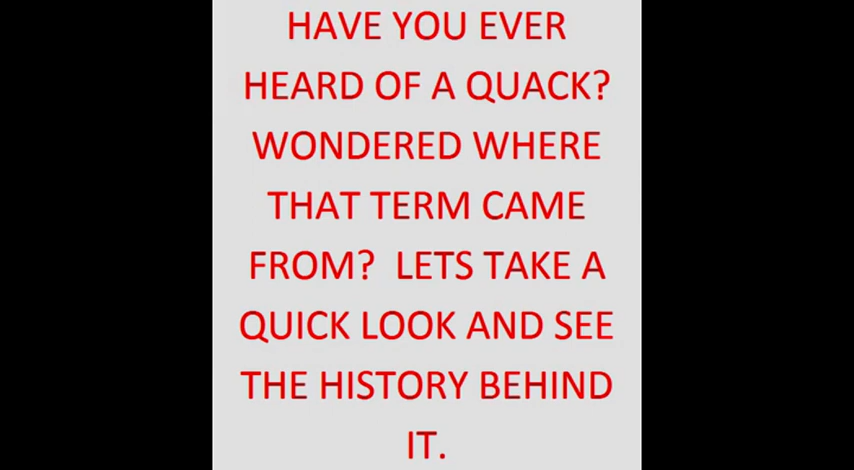 HAVE YOU EVER
HEARD OF A QUACK?
WONDERED WHERE
THAT TERM CAME
FROM?  LETS TAKE A
QUICK LOOK AND SEE
THE HISTORY BEHIND
IT.